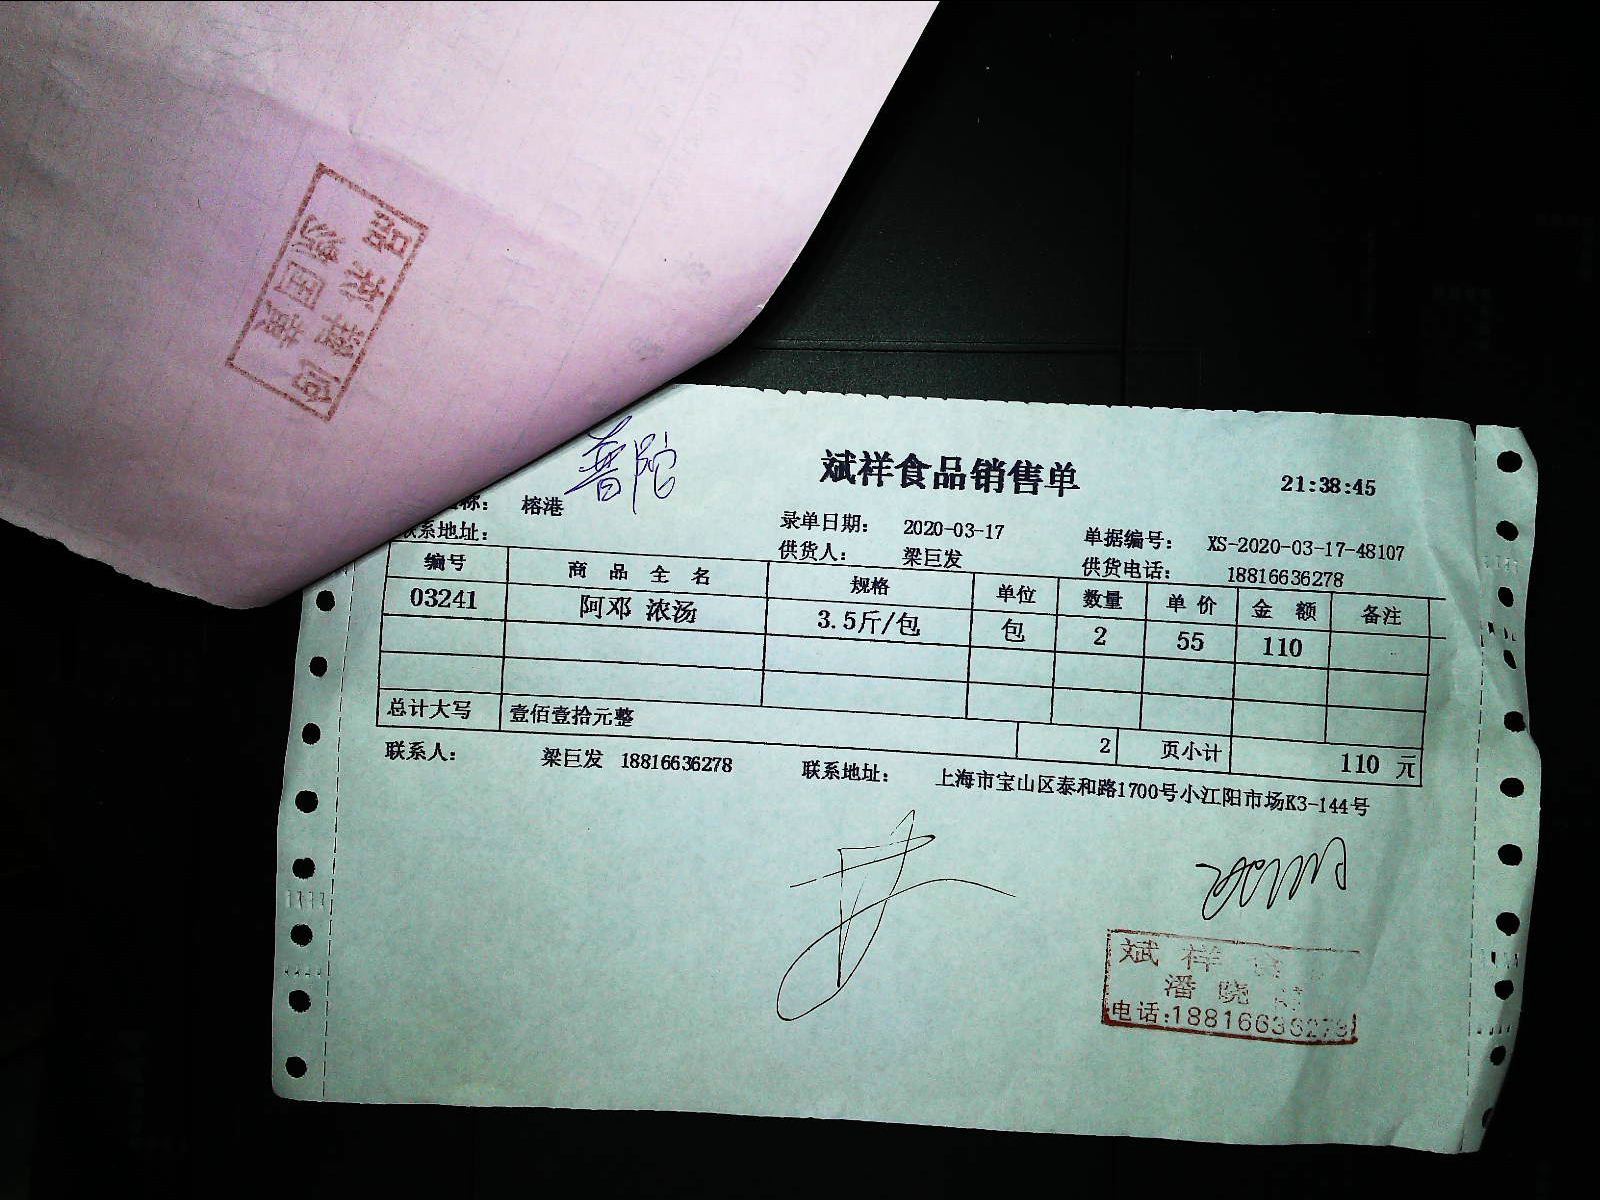 普陀
斌祥食品销售单 21:38:45
称： 榕港 录单日期： 2020-03-17 单据编号： XS-2020-03-17-48107
联系地址： 供货人： 梁巨发 供货电话： 18816636278
编号 商品全名 规格 单位 数量 单价 金额 备注
03241 阿邓 浓汤 3.5斤/包 包 2 55 110
总计大写 壹佰壹拾元整 2 页小计 110 元
联系人： 梁巨发 18816636278 联系地址： 上海市宝山区泰和路1700号小江阳市场K3-144号
斌祥食
潘晓
电话:18816636278